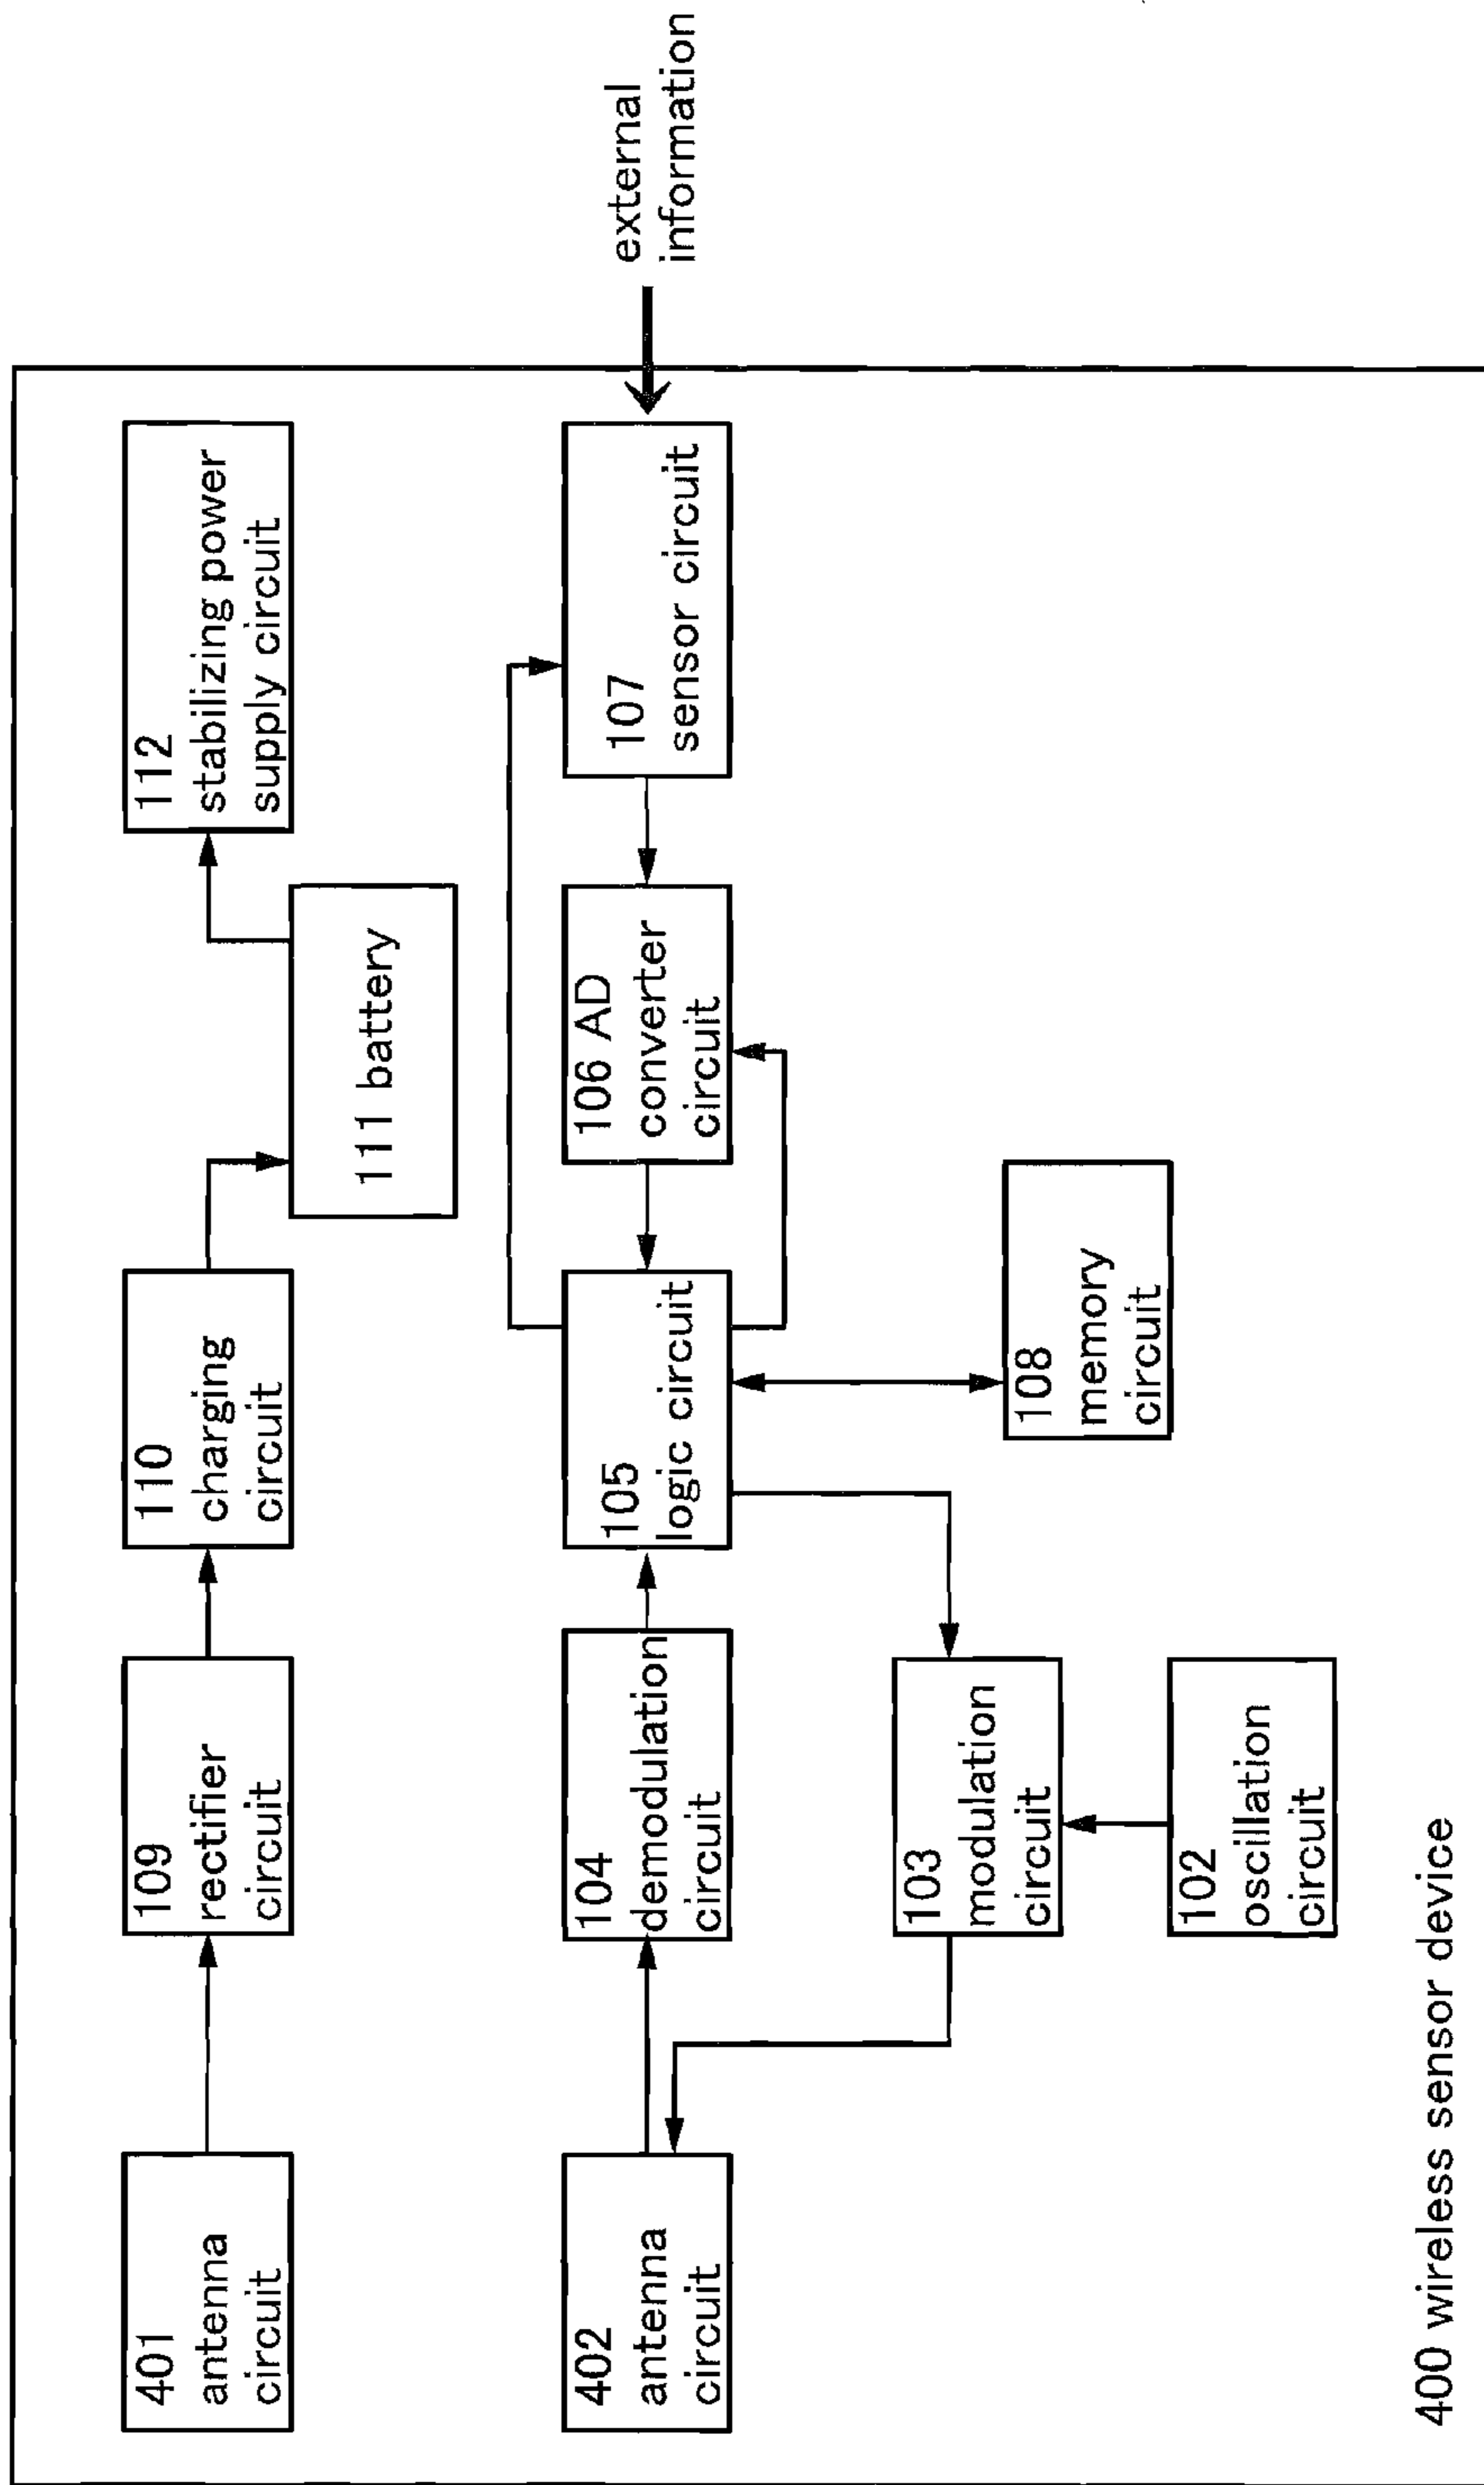 401
antenna
circuit
109
rectifier
circuit
110
charging
circuit
111 battery
112
stabilizing power
supply circuit
402
antenna
circuit
104
demodulation
circuit
105
logic circuit
106 AD
converter
circuit
107
sensor circuit
external
information
103
modulation
circuit
108
memory
circuit
102
oscillation
circuit
400 wireless sensor device